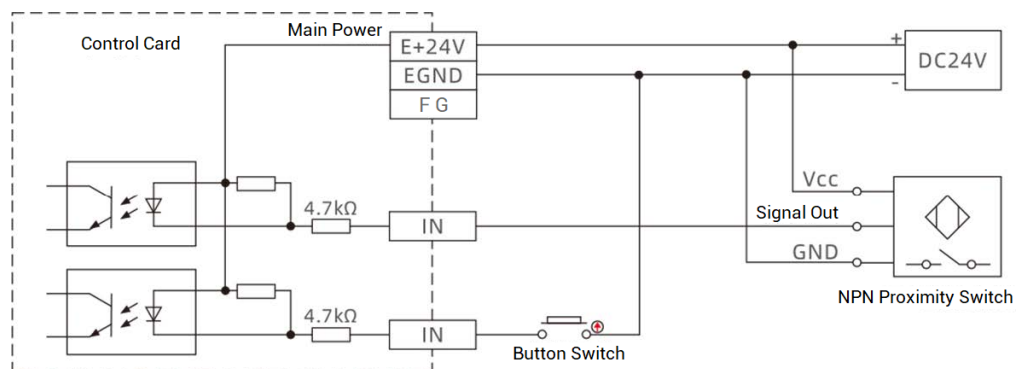 Main Power
Control Card
E+24V
+
DC24V
EGND
-
F G
Vcc
4.7kΩ
Signal Out
IN
GND
NPN Proximity Switch
4.7kΩ
IN
Button Switch